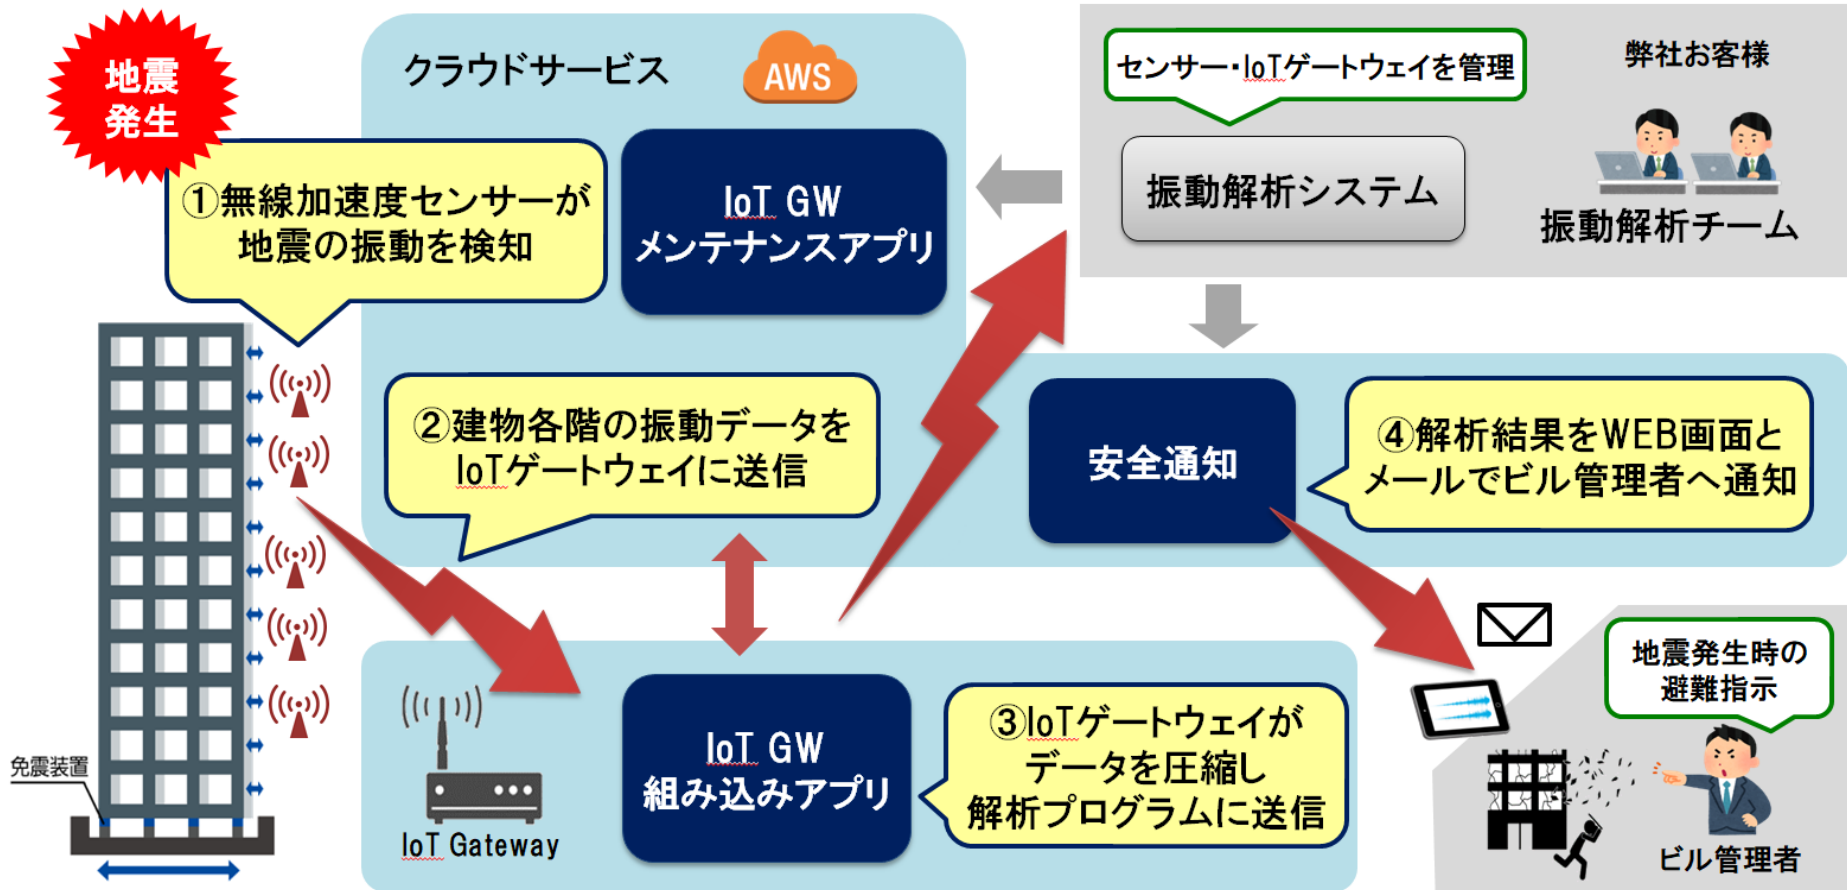 地震
発生
クラウドサービス
AWS
①無線加速度センサーが
地震の振動を検知
IoT GW
メンテナンスアプリ
センサー・IoTゲートウェイを管理
弊社お客様
振動解析システム
振動解析チーム
②建物各階の振動データを
IoTゲートウェイに送信
安全通知
④解析結果をWEB画面と
メールでビル管理者へ通知
免震装置
IoT Gateway
IoT GW
組み込みアプリ
③IoTゲートウェイが
データを圧縮し
解析プログラムに送信
地震発生時の
避難指示
ビル管理者